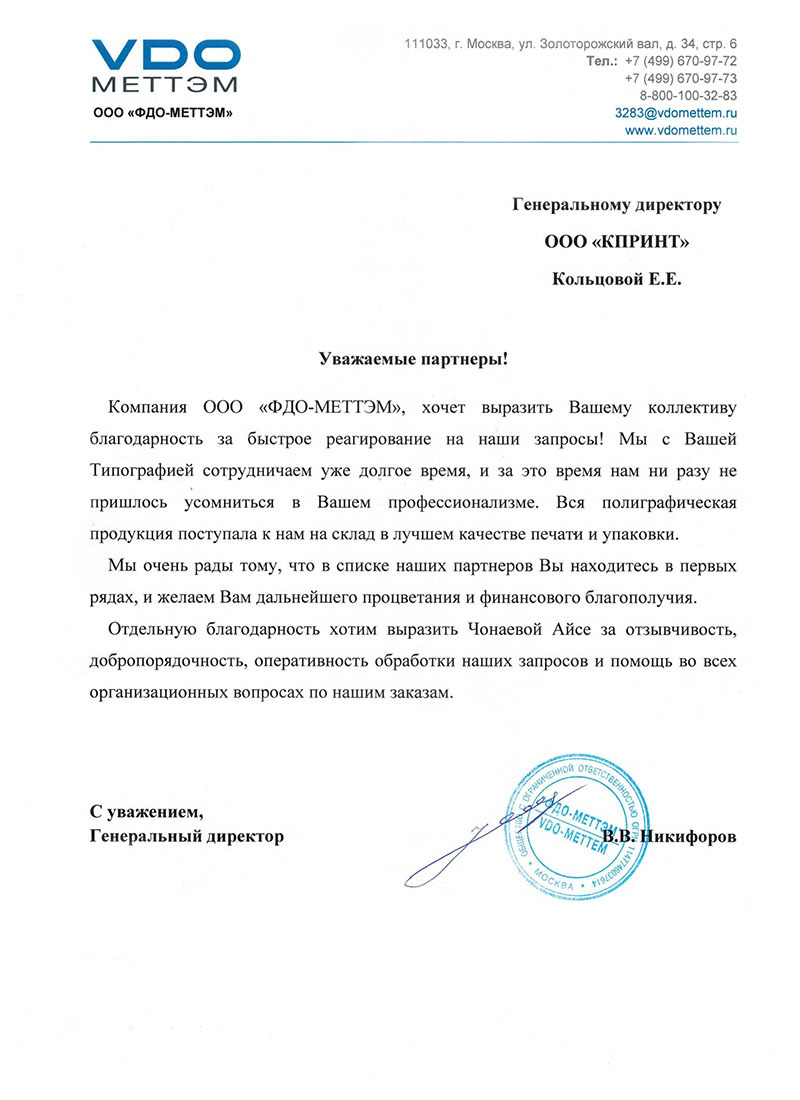 VDO
МЕТТЭМ
ООО «ФДО-МЕТТЭМ»
111033, г. Москва, ул. Золоторожский вал, д. 34, стр. 6
Тел.: +7 (499) 670-97-72
+7 (499) 670-97-73
8-800-100-32-83
3283@vdomettem.ru
www.vdomettem.ru
Генеральному директору
ООО «КПРИНТ»
Кольцовой Е.Е.
Уважаемые партнеры!
Компания ООО «ФДО-МЕТТЭМ», хочет выразить Вашему коллективу
благодарность за быстрое реагирование на наши запросы! Мы с Вашей
Типографией сотрудничаем уже долгое время, и за это время нам ни разу не
пришлось усомниться в Вашем профессионализме. Вся полиграфическая
продукция поступала к нам на склад в лучшем качестве печати и упаковки.
Мы очень рады тому, что в списке наших партнеров Вы находитесь в первых
рядах, и желаем Вам дальнейшего процветания и финансового благополучия.
Отдельную благодарность хотим выразить Чонаевой Айсе за отзывчивость,
добропорядочность, оперативность обработки наших запросов и помощь во всех
организационных вопросах по нашим заказам.
С уважением,
Генеральный директор
В.В. Никифоров
ОБЩЕСТВО С ОГРАНИЧЕННОЙ ОТВЕТСТВЕННОСТЬЮ ОГРН 1147746037614
ФДО-МЕТТЭМ
VDO-METTEM
МОСКВА